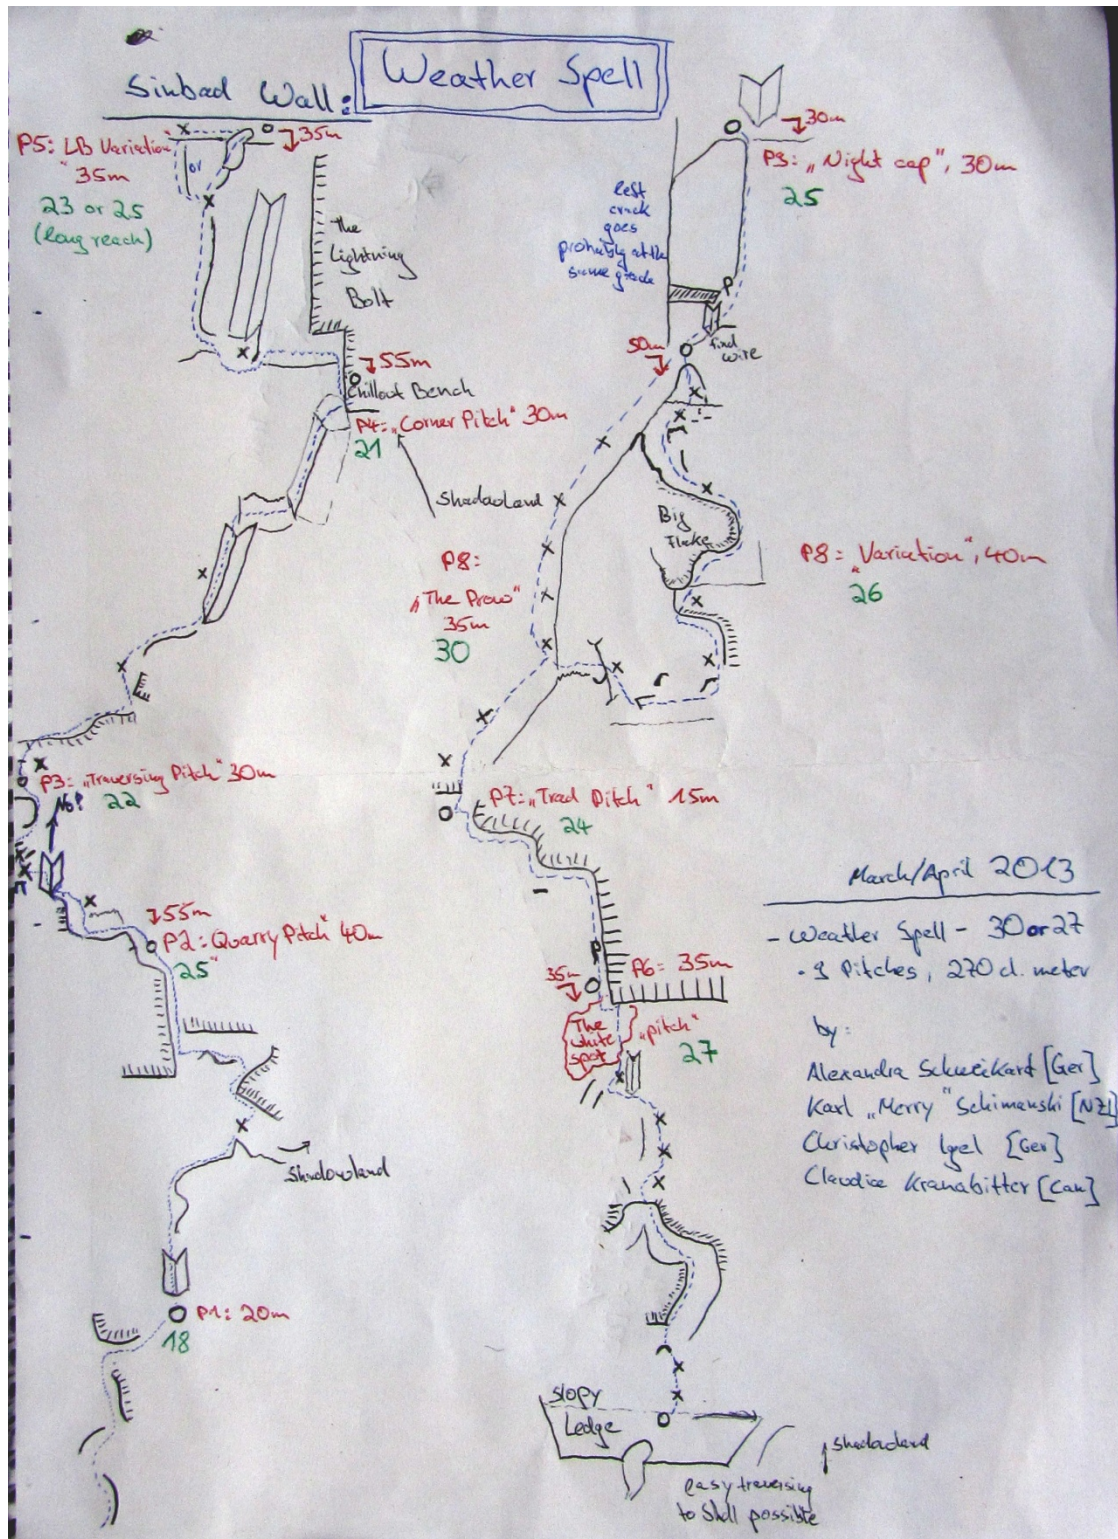 Sinbad Wall:
Weather Spell
P5: LB Variation"
"35m
23 or 25
(long reach)
or
35m
The
Lightning
Bolt
55m
Chillout Bench
P4: „Corner Pitch" 30m
21
Shadowland
P3: „Traversing Pitch" 30m
22
No?
55m
P2: Quarry Pitch" 40m
25
Shadowland
P1: 20m
18
30m
P9: „Night cap", 30m
25
left
crack
goes
probably at the
same grade
P
fixed
wire
50m
Big
Flake
P8: „Variation", 40m
26
P8:
„The Prow"
35m
30
P7: „Trad Pitch" 15m
24
P
35m
P6: 35m
The
white
spot
"pitch"
27
slopy
Ledge
Shadowland
easy traversing
to Shdl possible
March/April 2013
- Weather Spell - 30 or 27
• 9 Pitches, 270 cl. meter
by:
Alexandra Schweikart [Ger]
Karl „Merry" Schimanski [NZ]
Christopher Igel [Ger]
Claudia Kranabitter [Can]